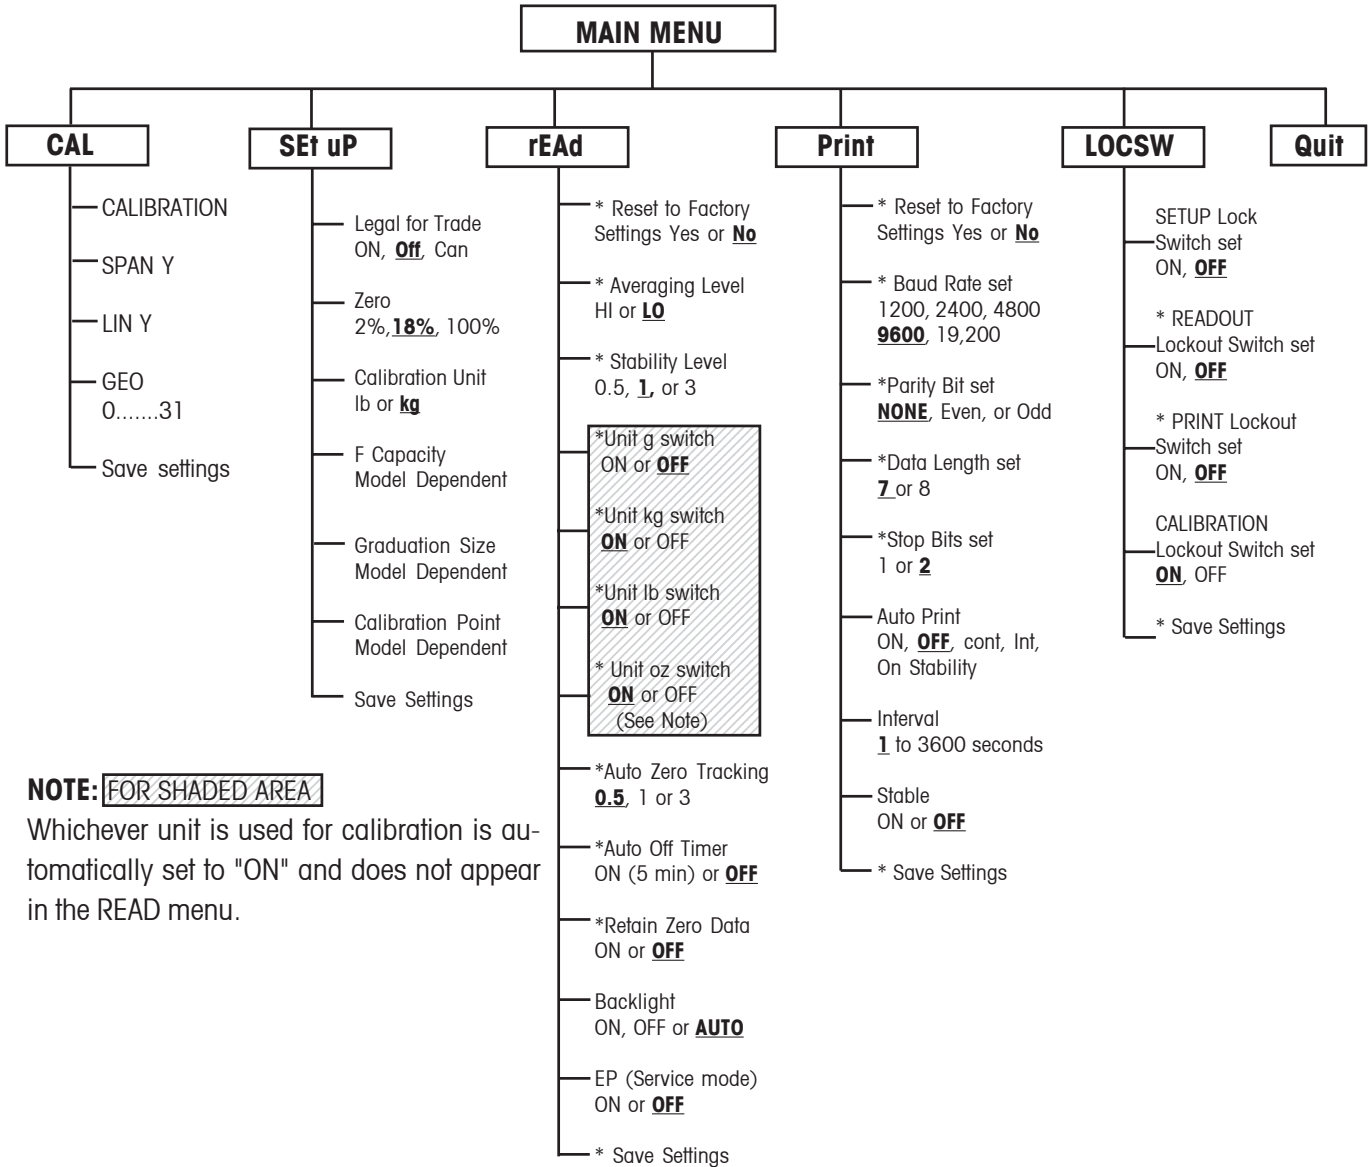 MAIN MENU
CAL
SEt uP
rEAd
Print
LOCSW
Quit
CALIBRATION
SPAN Y
LIN Y
GEO
0.......31
Save settings
Legal for Trade
ON, Off, Can
Zero
2%,18%, 100%
Calibration Unit
lb or kg
F Capacity
Model Dependent
Graduation Size
Model Dependent
Calibration Point
Model Dependent
Save Settings
* Reset to Factory
Settings Yes or No
* Averaging Level
HI or LO
* Stability Level
0.5, 1, or 3
*Unit g switch
ON or OFF
*Unit kg switch
ON or OFF
*Unit lb switch
ON or OFF
* Unit oz switch
ON or OFF
(See Note)
*Auto Zero Tracking
0.5, 1 or 3
*Auto Off Timer
ON (5 min) or OFF
*Retain Zero Data
ON or OFF
Backlight
ON, OFF or AUTO
EP (Service mode)
ON or OFF
* Save Settings
* Reset to Factory
Settings Yes or No
* Baud Rate set
1200, 2400, 4800
9600, 19,200
*Parity Bit set
NONE, Even, or Odd
*Data Length set
7 or 8
*Stop Bits set
1 or 2
Auto Print
ON, OFF, cont, Int,
On Stability
Interval
1 to 3600 seconds
Stable
ON or OFF
* Save Settings
SETUP Lock
Switch set
ON, OFF
* READOUT
Lockout Switch set
ON, OFF
* PRINT Lockout
Switch set
ON, OFF
CALIBRATION
Lockout Switch set
ON, OFF
* Save Settings
NOTE: FOR SHADED AREA
Whichever unit is used for calibration is au-
tomatically set to "ON" and does not appear
in the READ menu.